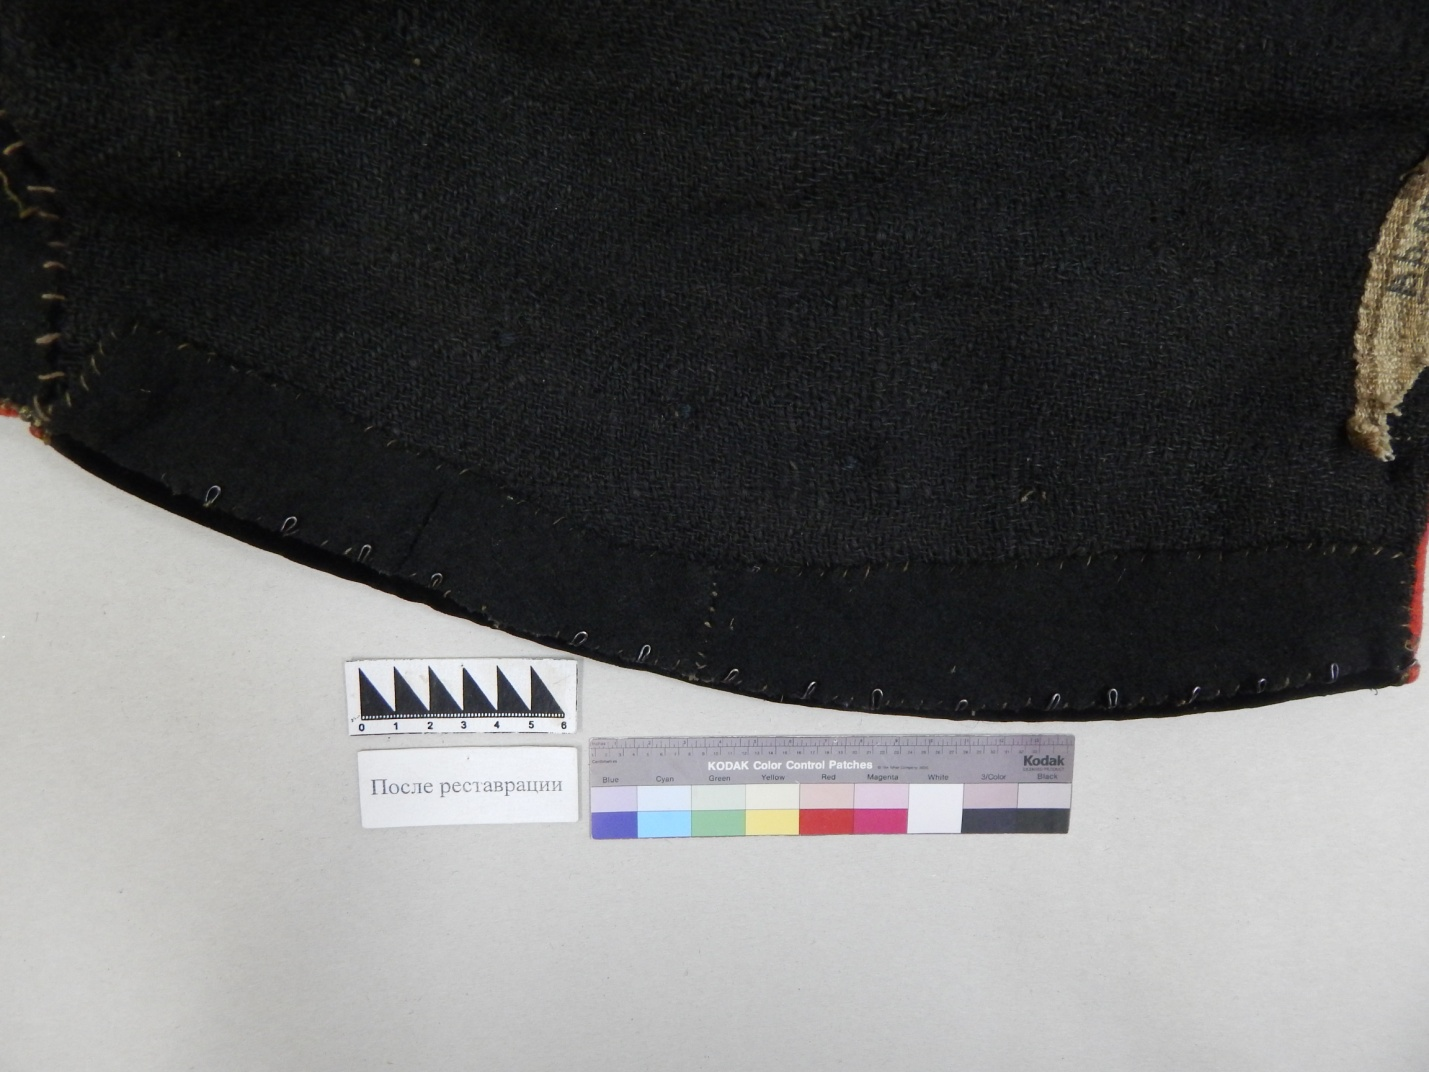 0 1 2 3 4 5 6
После реставрации
KODAK Color Control Patches
Kodak
Blue Cyan Green Yellow Red Magenta White 3/Color Black